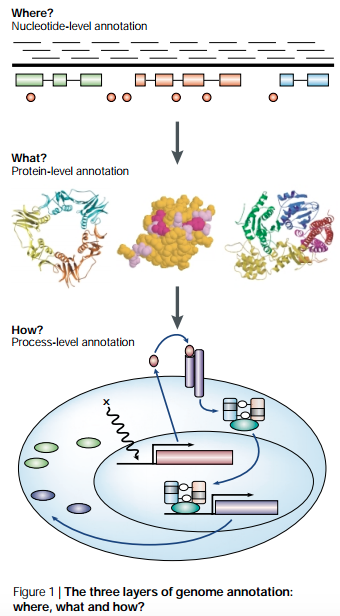 Where?
Nucleotide-level annotation
What?
Protein-level annotation
How?
Process-level annotation
X
Figure 1 | The three layers of genome annotation:
where, what and how?